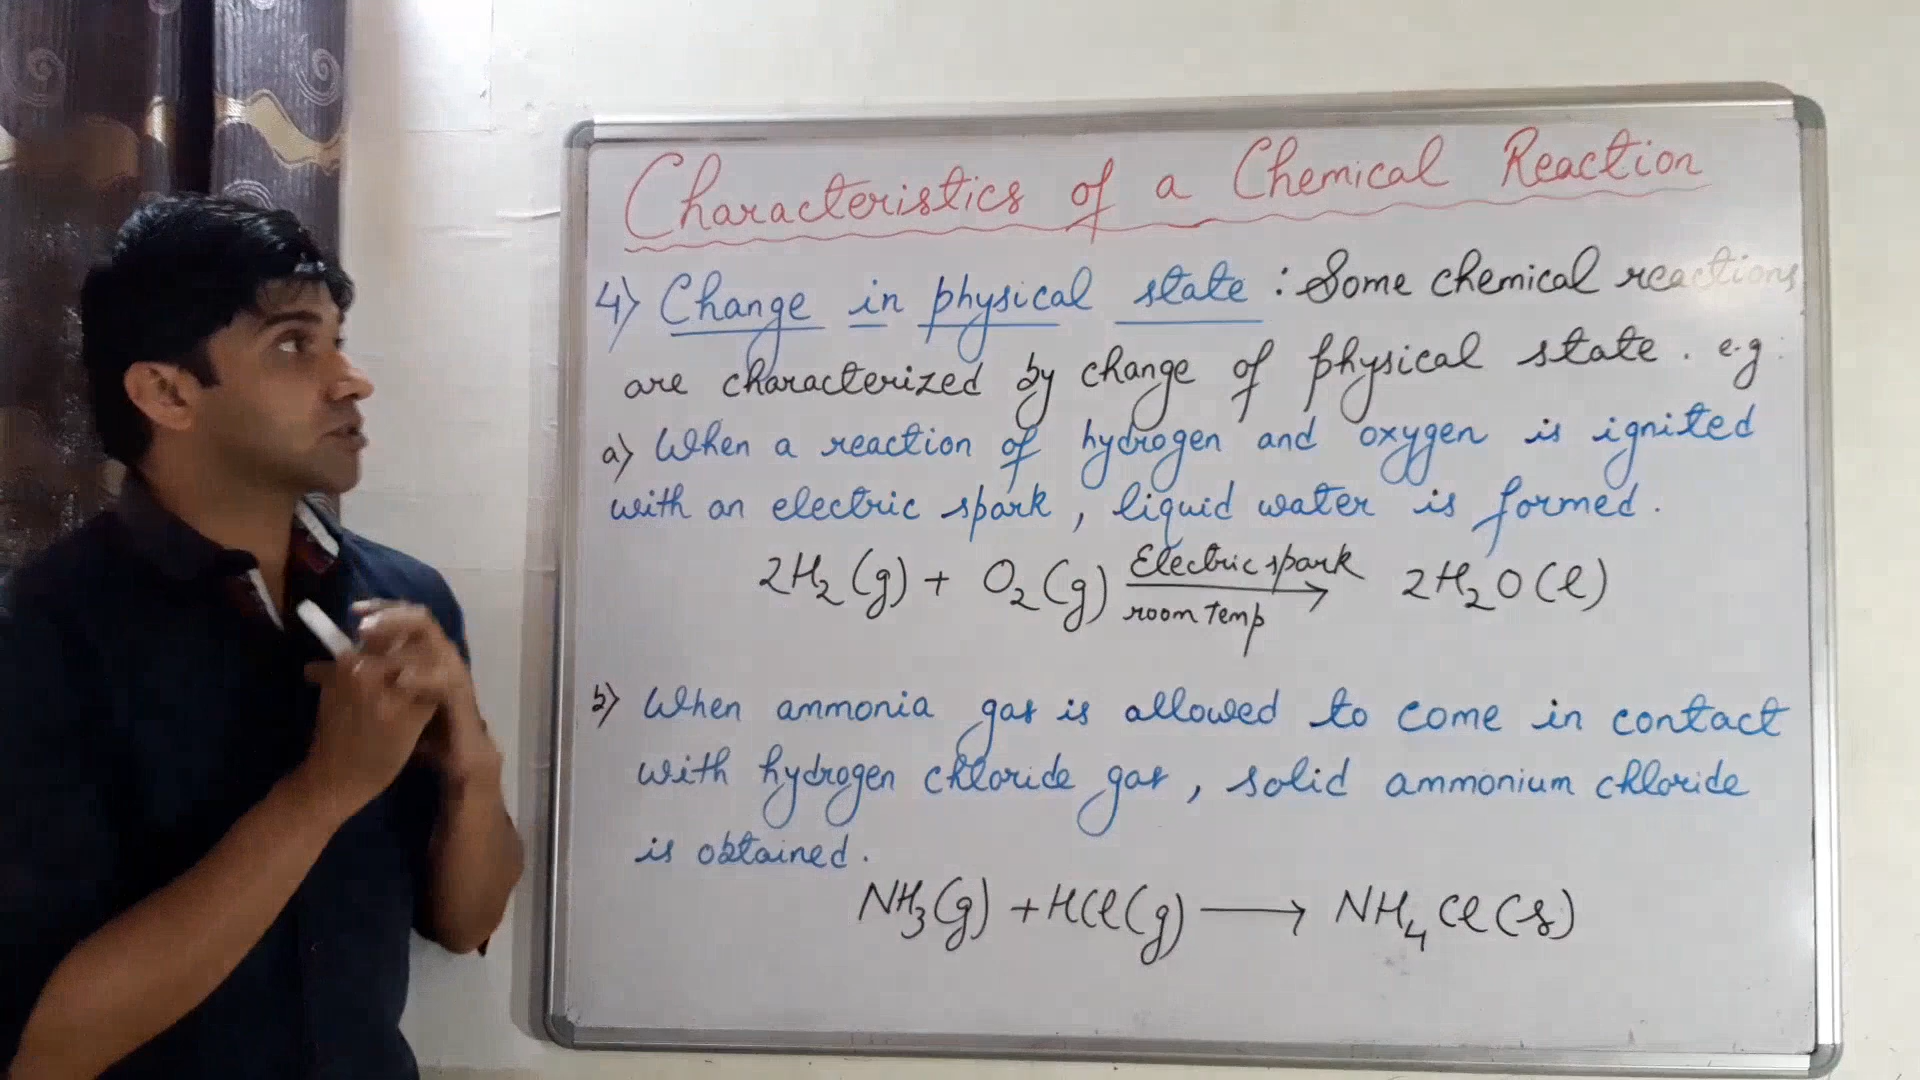 Characteristics of a Chemical Reaction
4) Change in physical state : Some chemical reactions
are characterized by change of physical state . e.g :
a) When a reaction of hydrogen and oxygen is ignited
with an electric spark , liquid water is formed .
2H₂(g) + O₂(g) Electric spark → room temp 2H₂O(l)
b) When ammonia gas is allowed to come in contact
with hydrogen chloride gas , solid ammonium chloride
is obtained .
NH₃(g) + HCl(g) ⟶ NH₄Cl(s)